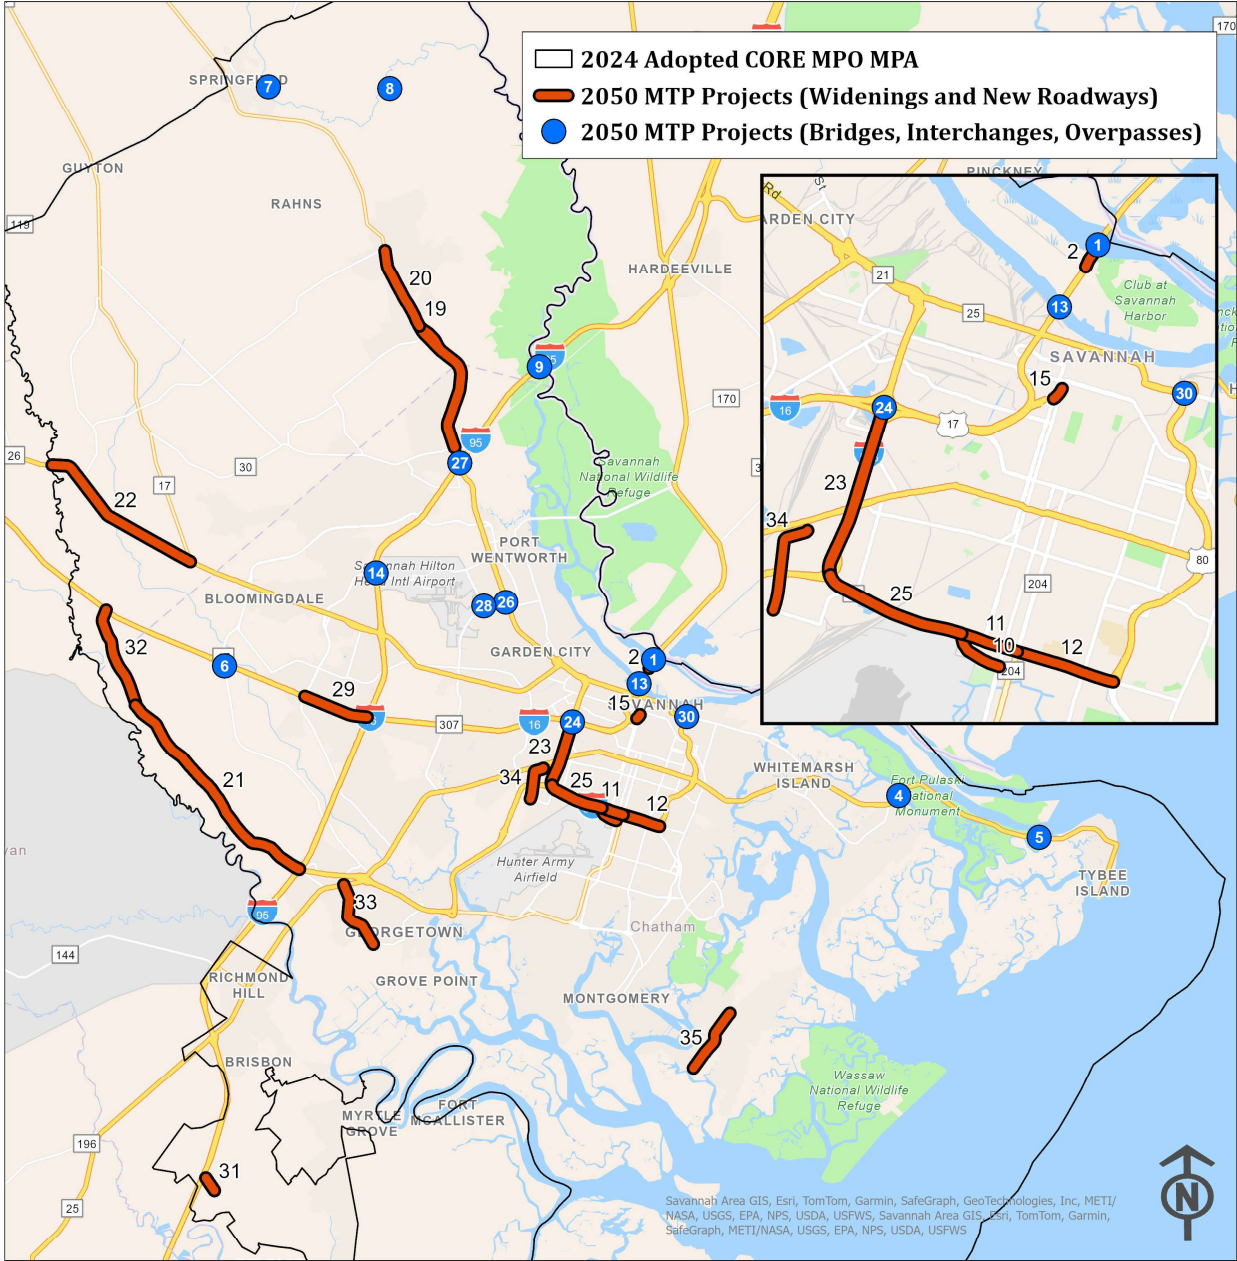 170
2024 Adopted CORE MPO MPA
2050 MTP Projects (Widenings and New Roadways)
2050 MTP Projects (Bridges, Interchanges, Overpasses)
SPRINGFIELD
7
8
GUYTON
119
RAHNS
20
19
HARDEEVILLE
9
170
95
27
26
30
17
22
Savannah
National Wildlife
Refuge
PORT
WENTWORTH
14
Savannah Hilton
Head Intl Airport
28
26
BLOOMINGDALE
GARDEN CITY
32
6
2
1
13
29
15
SAVANNAH
30
307
16
24
23
34
25
11
12
WHITEMARSH
ISLAND
21
4
Fort Pulaski
National
Monument
5
TYBEE
ISLAND
Hunter Army
Airfield
33
95
GEORGETOWN
Chatham
144
RICHMOND
HILL
GROVE POINT
MONTGOMERY
35
BRISBON
Wassaw
National Wildlife
Refuge
MYRTLE
GROVE
FORT
MCALLISTER
196
31
25
PINCKNEY
Rd
St
GARDEN CITY
2
1
21
Club at
Savannah
Harbor
13
25
SAVANNAH
15
30
16
24
17
23
34
80
204
25
11
10
12
204
N
Savannah Area GIS, Esri, TomTom, Garmin, SafeGraph, GeoTechnologies, Inc, METI/
NASA, USGS, EPA, NPS, USDA, USFWS, Savannah Area GIS, Esri, TomTom, Garmin,
SafeGraph, METI/NASA, USGS, EPA, NPS, USDA, USFWS